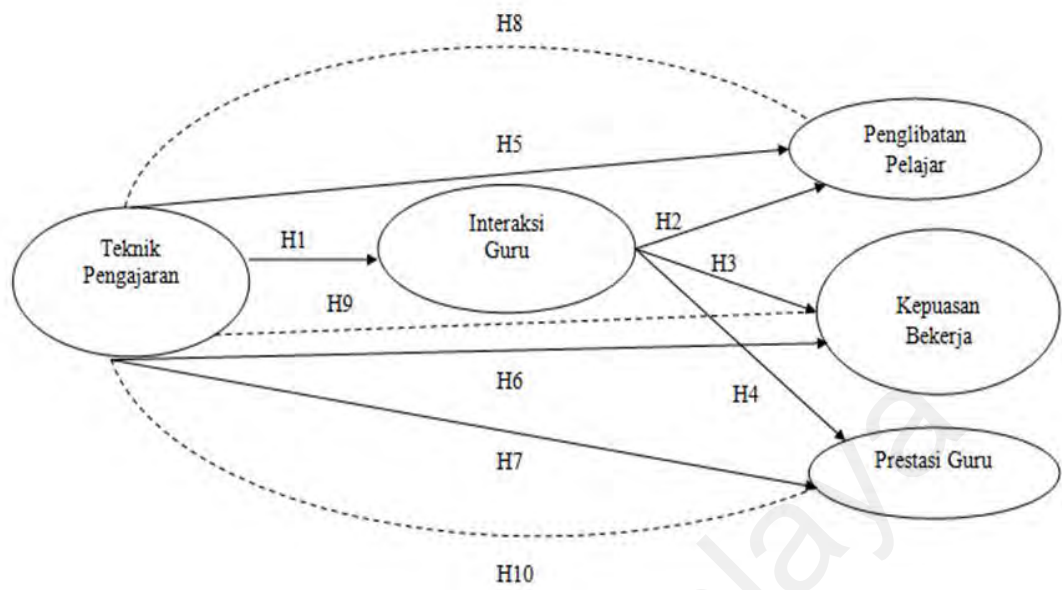 H8
H5
Penglibatan
Pelajar
Teknik
Pengajaran
H1
Interaksi
Guru
H2
H3
H9
Kepuasan
Bekerja
H6
H4
H7
Prestasi Guru
H10
laya